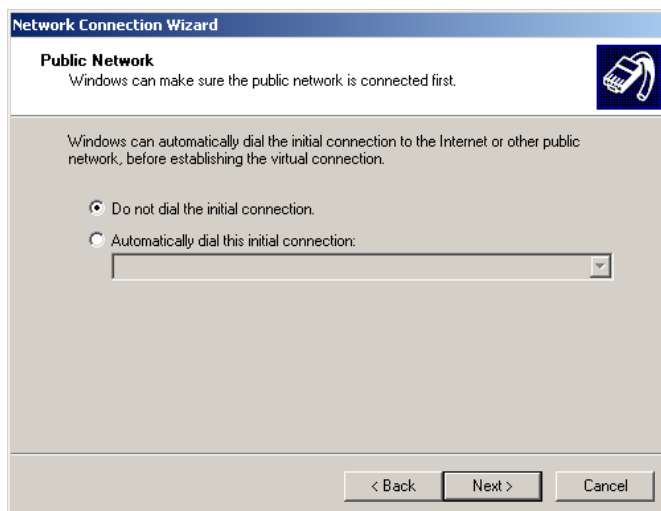 Network Connection Wizard
Public Network
Windows can make sure the public network is connected first.
Windows can automatically dial the initial connection to the Internet or other public
network, before establishing the virtual connection.
Do not dial the initial connection.
Automatically dial this initial connection:
< Back
Next >
Cancel